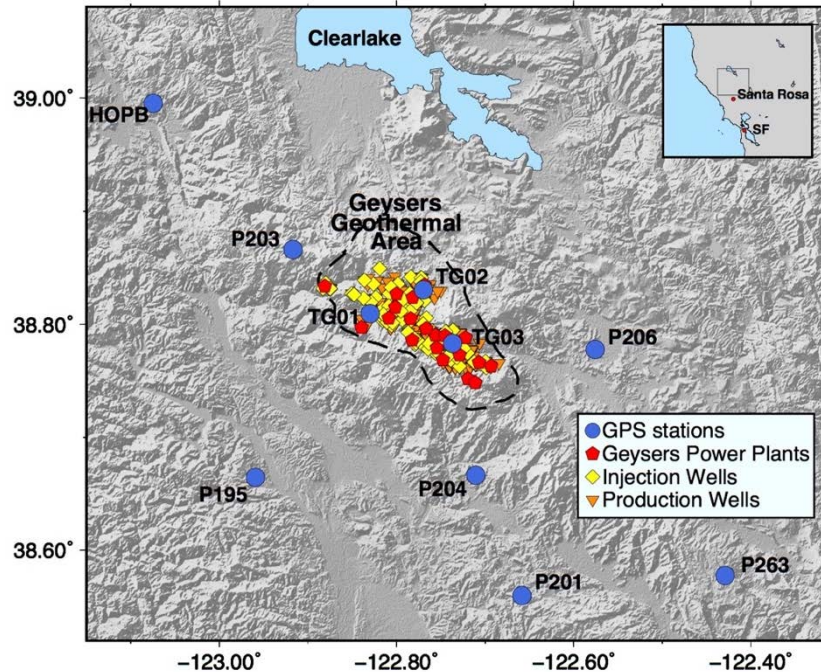 Clearlake
39.00°
HOPB
Santa Rosa
SF
Geysers
Geothermal
Area
P203
TG02
38.80°
TG01
TG03
P206
GPS stations
Geysers Power Plants
Injection Wells
Production Wells
P195
P204
38.60°
P201
P263
−123.00°
−122.80°
−122.60°
−122.40°